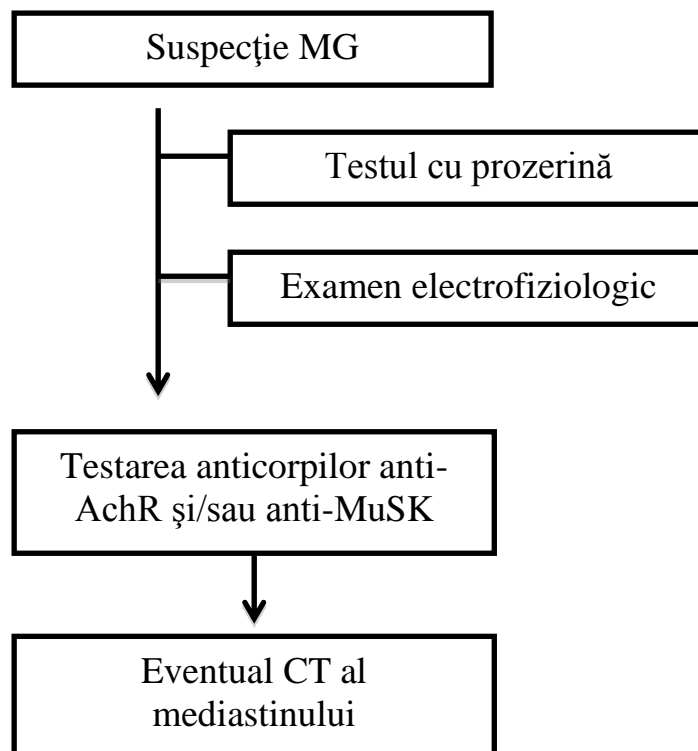 Suspecţie MG
Testul cu prozerină
Examen electrofiziologic
Testarea anticorpilor anti-
AchR şi/sau anti-MuSK
Eventual CT al
mediastinului